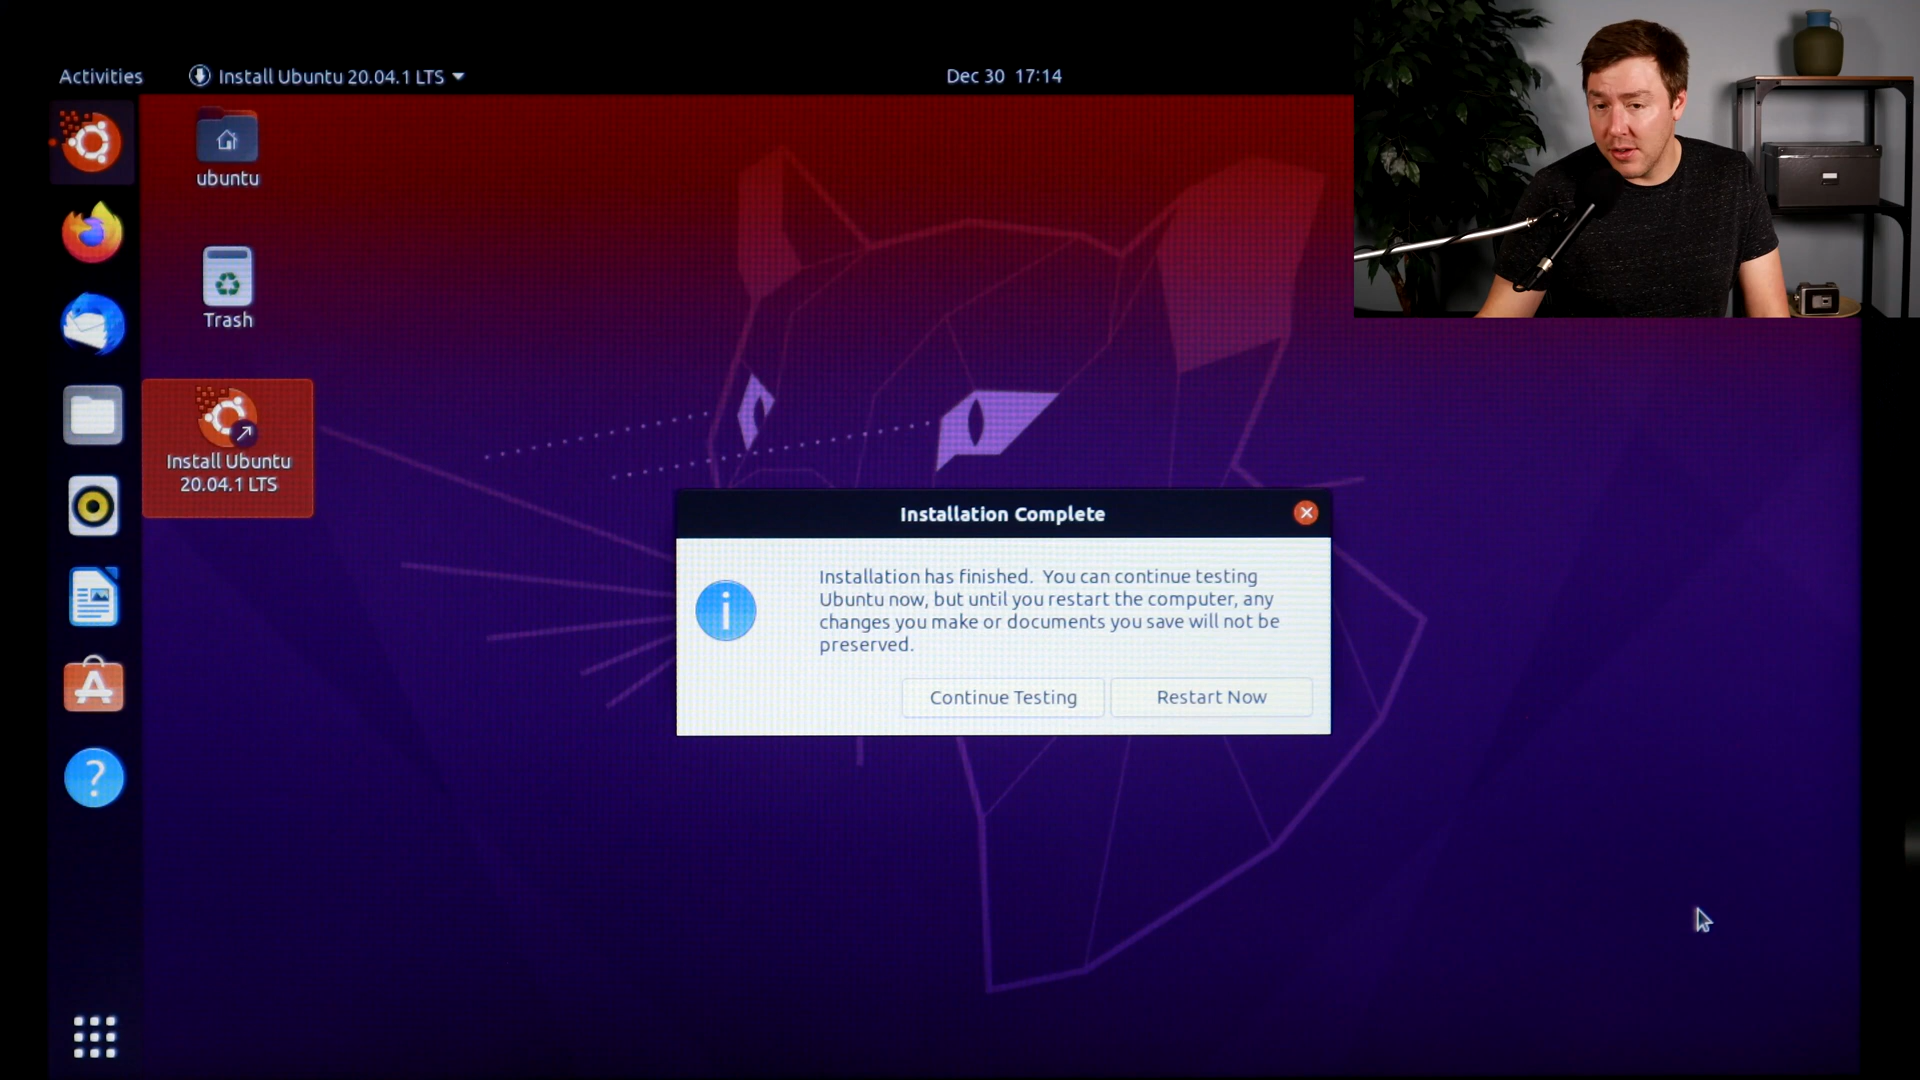 Activities
Install Ubuntu 20.04.1 LTS
Dec 30 17:14
ubuntu
Trash
Install Ubuntu
20.04.1 LTS
Installation Complete
Installation has finished. You can continue testing
Ubuntu now, but until you restart the computer, any
changes you make or documents you save will not be
preserved.
Continue Testing
Restart Now